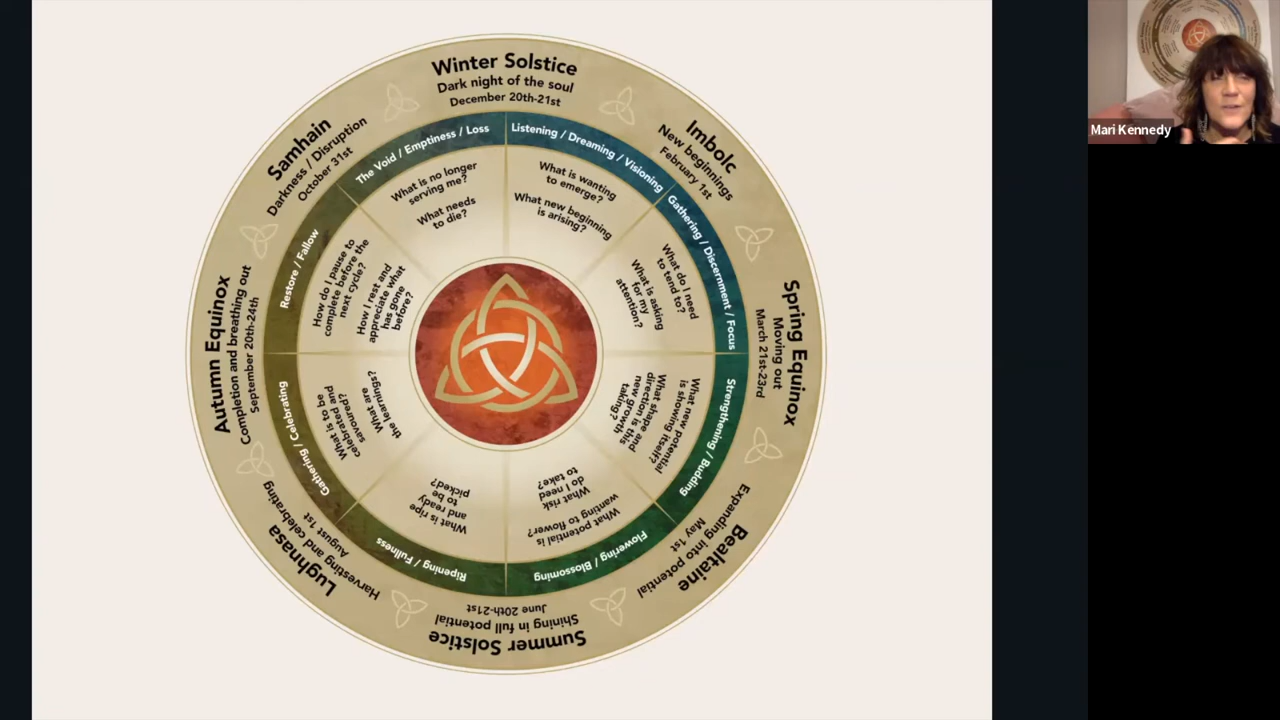 Winter Solstice
Dark night of the soul
December 20th-21st
Imbolc
New beginnings
February 1st
Spring Equinox
Moving out
March 21st-23rd
Bealtaine
Expanding into potential
May 1st
Summer Solstice
Shining in full potential
June 20th-21st
Lughnasa
Harvesting and celebrating
August 1st
Autumn Equinox
Completion and breathing out
September 20th-24th
Samhain
Darkness / Disruption
October 31st
The Void / Emptiness / Loss
Listening / Dreaming / Visioning
Gathering / Discernment / Focus
Strengthening / Budding
Flowering / Blossoming
Ripening / Fullness
Gathering / Celebrating
Restore / Fallow
What is no longer
serving me?
What needs
to die?
What is wanting
to emerge?
What new beginning
is arising?
What do I need
to tend to?
What is asking
for my
attention?
What new potential
is showing itself?
What shape and
direction is this
new growth
taking?
What potential is
wanting to flower?
What risk
do I need
to take?
What is ripe
and ready
to be
picked?
What is to be
celebrated and
savoured?
What are
the learnings?
How do I pause to
complete before the
next cycle?
How I rest and
appreciate what
has gone
before?
Mari Kennedy